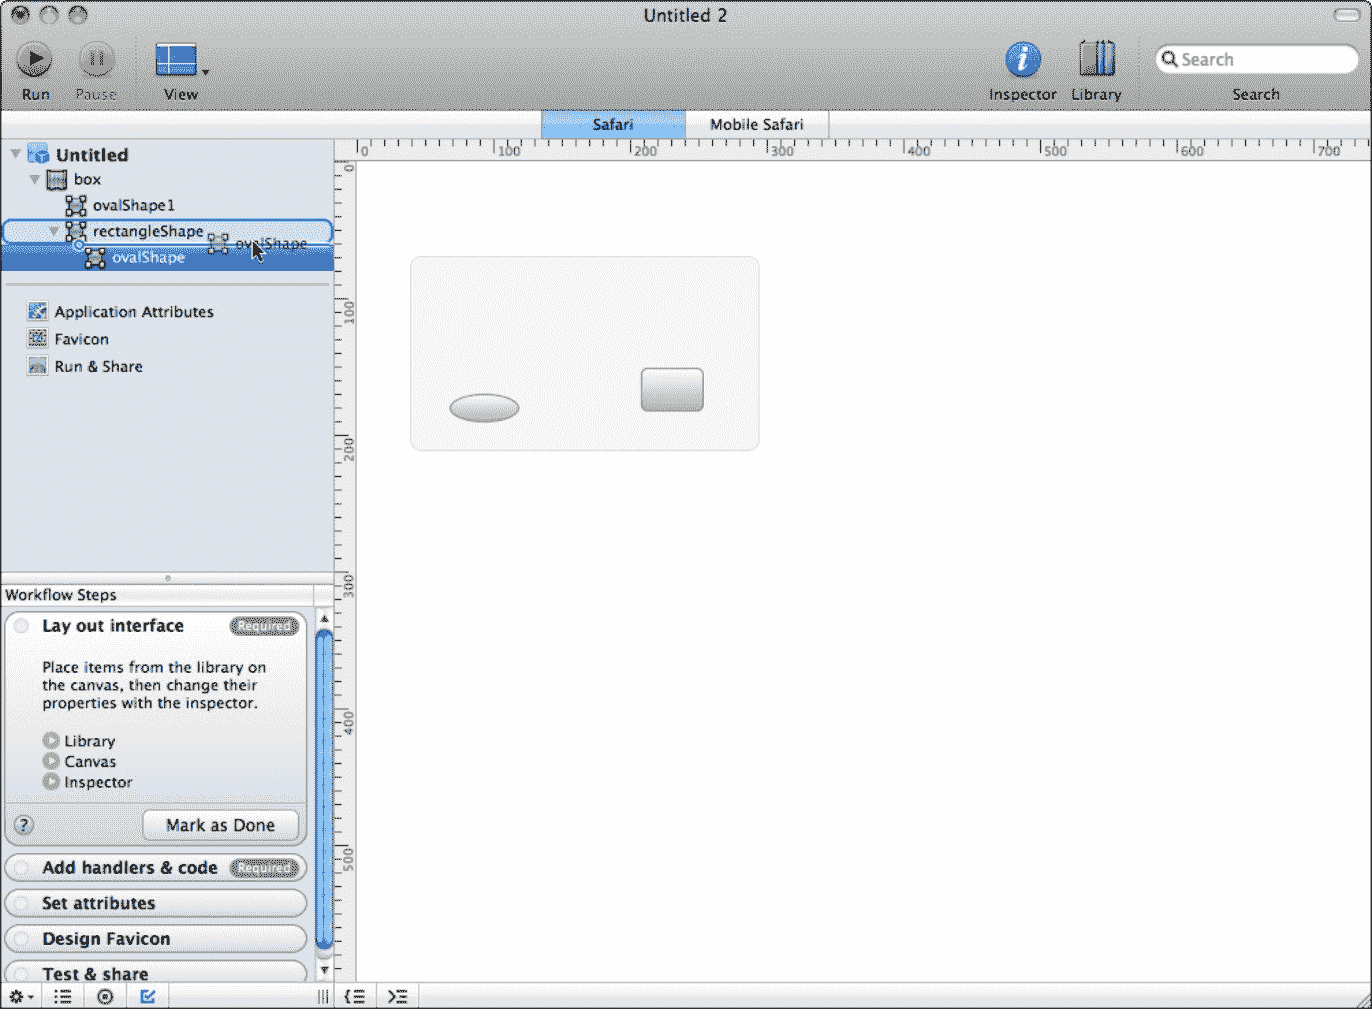 Untitled 2
Run Pause View Inspector Library Search
Search
Safari Mobile Safari
0 100 200 300 400 500 600 700
Untitled
box
ovalShape1
rectangleShape
ovalShape
ovalShape
Application Attributes
Favicon
Run & Share
0
100
200
300
400
500
Workflow Steps
Lay out interface Required
Place items from the library on
the canvas, then change their
properties with the inspector.
Library
Canvas
Inspector
? Mark as Done
Add handlers & code Required
Set attributes
Design Favicon
Test & share